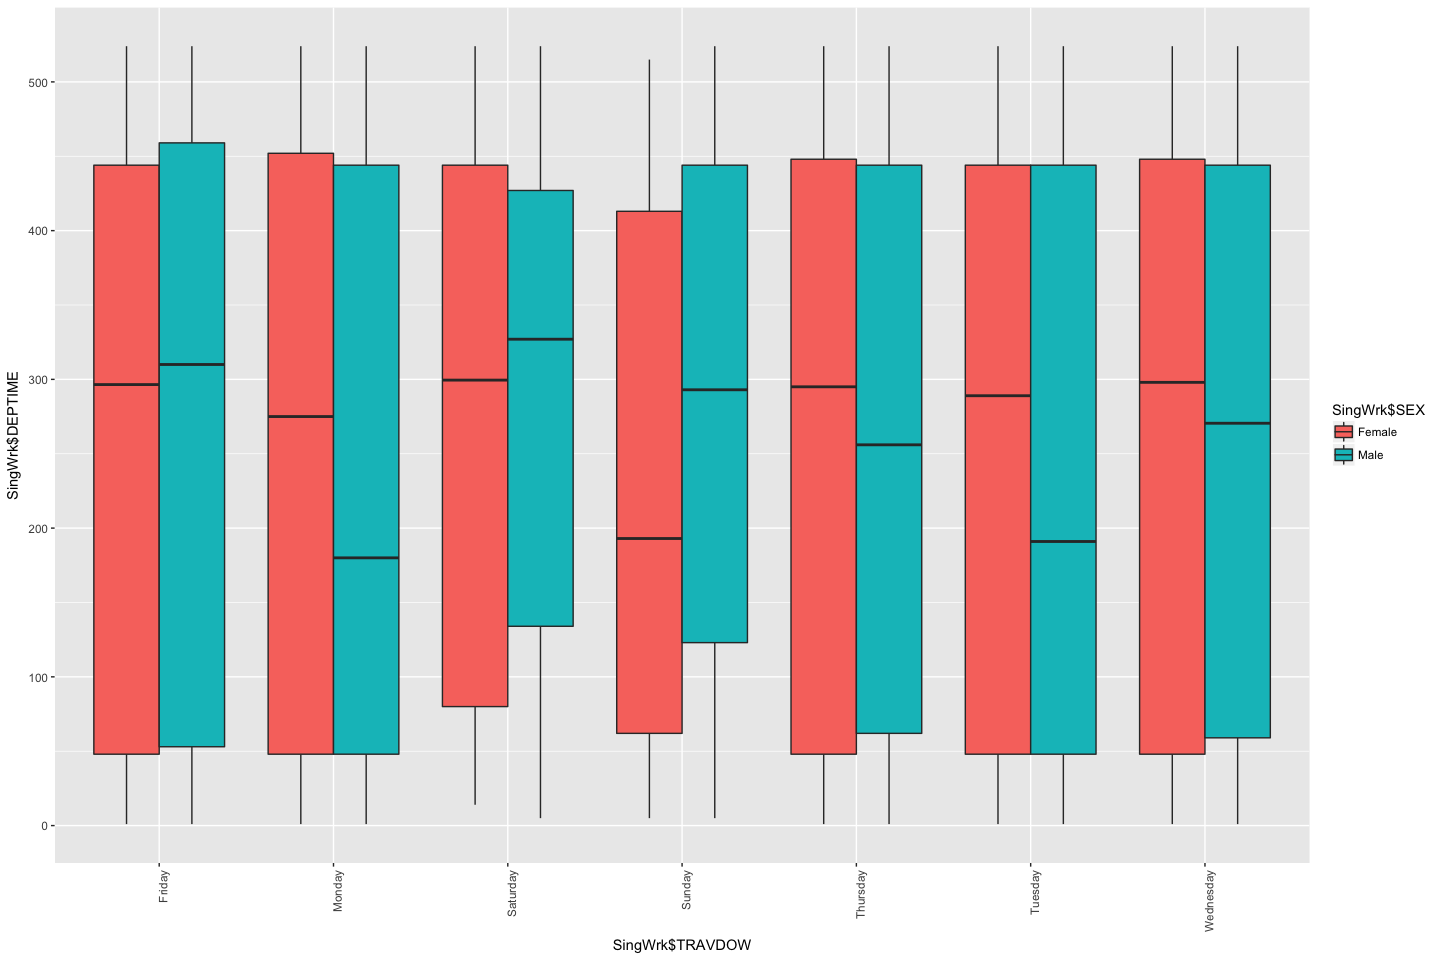 SingWrk$DEPTIME
500
400
300
200
100
0
Friday
Monday
Saturday
Sunday
Thursday
Tuesday
Wednesday
SingWrk$TRAVDOW
SingWrk$SEX
Female
Male